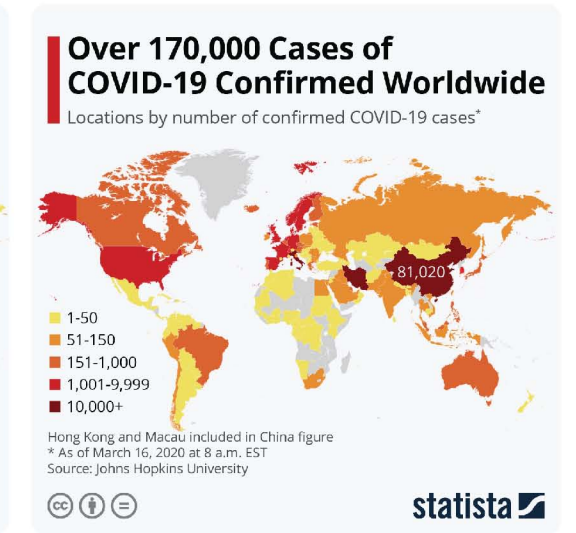 Over 170,000 Cases of
COVID-19 Confirmed Worldwide
Locations by number of confirmed COVID-19 cases*
81,020
1-50
51-150
151-1,000
1,001-9,999
10,000+
Hong Kong and Macau included in China figure
* As of March 16, 2020 at 8 a.m. EST
Source: Johns Hopkins University
cc
statista